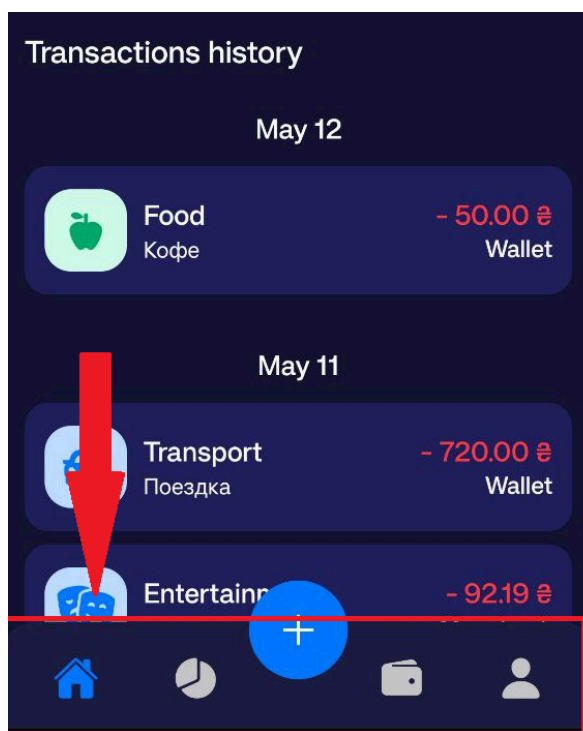 Transactions history
May 12
Food
- 50.00 ₴
Кофе
Wallet
May 11
Transport
- 720.00 ₴
Поездка
Wallet
- 92.19 ₴